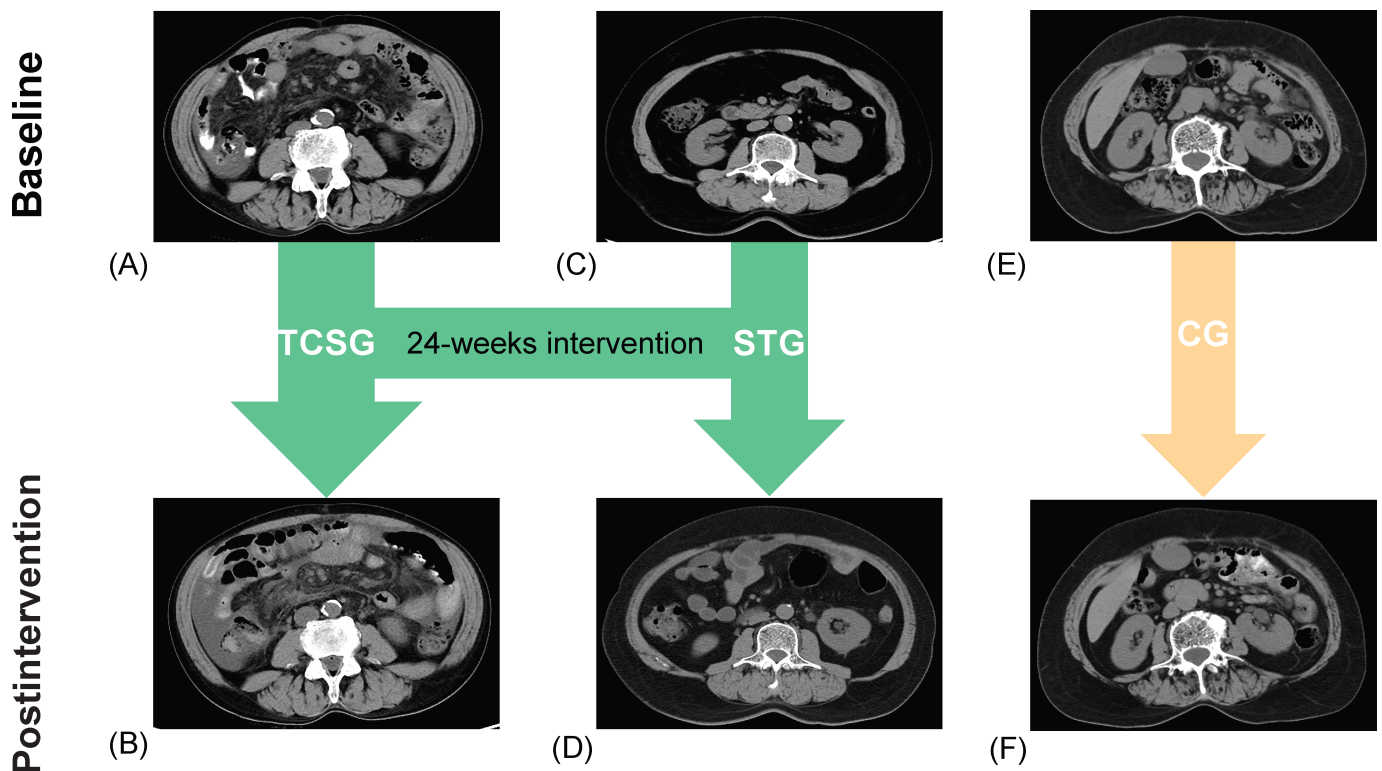 Baseline
(A)
(C)
(E)
TCSG
24-weeks intervention
STG
CG
Postintervention
(B)
(D)
(F)